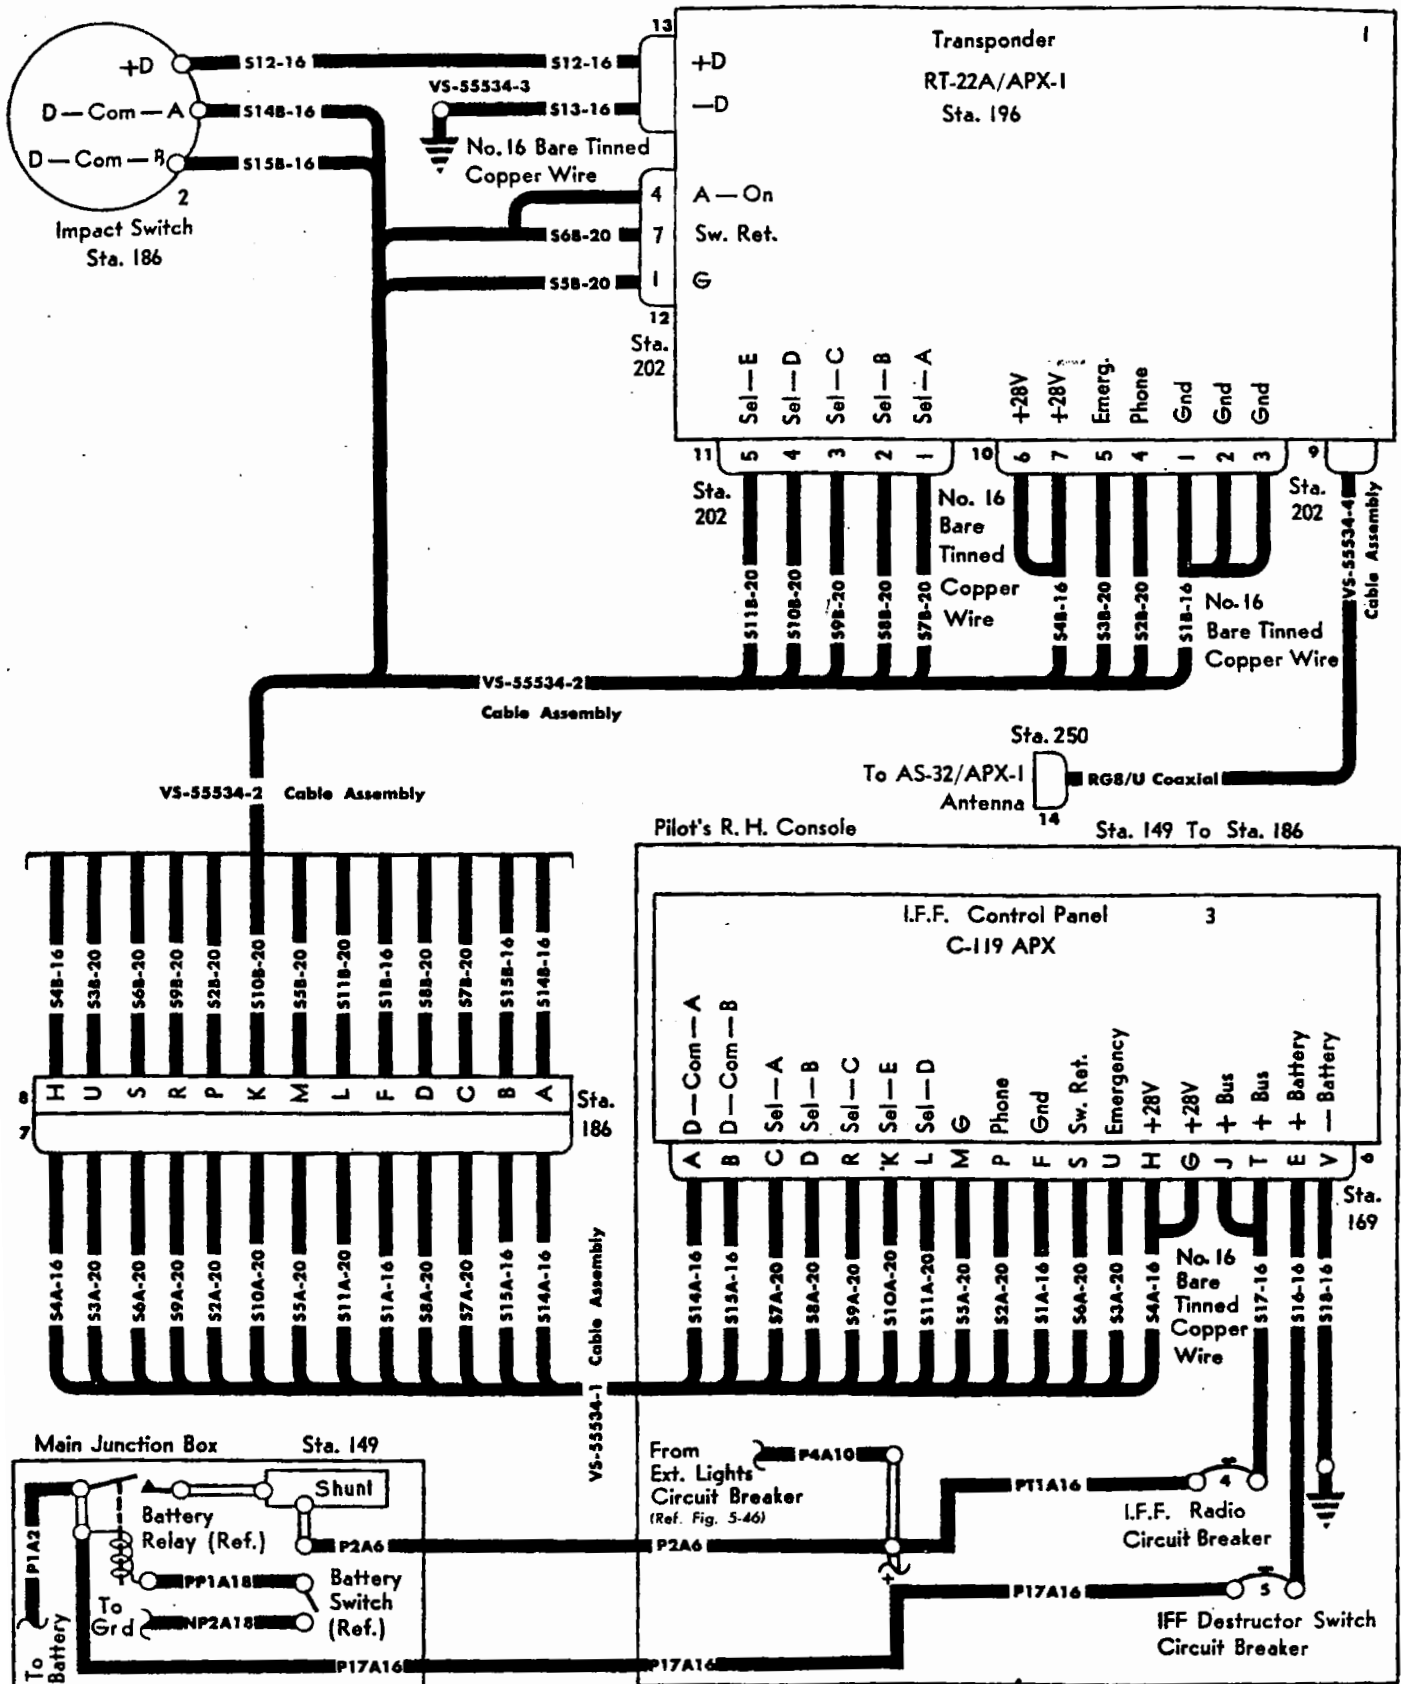 13
Transponder
RT-22A/APX-1
Sta. 196
1
+D
S12-16
S12-16
+D
VS-55534-3
D—Com—A
S14B-16
S13-16
—D
No. 16 Bare Tinned
Copper Wire
D—Com—B
S15B-16
2
Impact Switch
Sta. 186
4
A—On
S6B-20
7
Sw. Ret.
S5B-20
1
G
12
Sta.
202
Sel—E
Sel—D
Sel—C
Sel—B
Sel—A
+28V
+28V
Emerg.
Phone
Gnd
Gnd
Gnd
11
5
4
3
2
1
10
6
7
5
4
1
2
3
9
Sta.
202
No. 16
Bare
Tinned
Copper
Wire
Sta.
202
S11B-20
S10B-20
S9B-20
S8B-20
S7B-20
S4B-16
S3B-20
S2B-20
S1B-16
No. 16
Bare Tinned
Copper Wire
VS-55534-4
Cable Assembly
VS-55534-2
Cable Assembly
Sta. 250
To AS-32/APX-1
Antenna
RG8/U Coaxial
14
VS-55534-2 Cable Assembly
Pilot's R. H. Console
Sta. 149 To Sta. 186
S4B-16
S3B-20
S6B-20
S9B-20
S2B-20
S10B-20
S5B-20
S11B-20
S1B-16
S8B-20
S7B-20
S15B-16
S14B-16
8
H
U
S
R
P
K
M
L
F
D
C
B
A
7
Sta.
186
S4A-16
S3A-20
S6A-20
S9A-20
S2A-20
S10A-20
S5A-20
S11A-20
S1A-16
S8A-20
S7A-20
S15A-16
S14A-16
VS-55534-1 Cable Assembly
I.F.F. Control Panel
3
C-119 APX
D—Com—A
D—Com—B
Sel—A
Sel—B
Sel—C
Sel—E
Sel—D
G
Phone
Gnd
Sw. Ret.
Emergency
+28V
+28V
+ Bus
+ Bus
+ Battery
— Battery
A
B
C
D
R
K
L
M
P
F
S
U
H
G
J
T
E
V
6
Sta.
169
S14A-16
S15A-16
S7A-20
S8A-20
S9A-20
S10A-20
S11A-20
S5A-20
S2A-20
S1A-16
S6A-20
S3A-20
S4A-16
No. 16
Bare
Tinned
Copper
Wire
S17-16
S16-16
S18-16
Main Junction Box
Sta. 149
Shunt
Battery
Relay (Ref.)
P1A2
To
Battery
P2A6
PP1A18
To
Grd
NP2A18
Battery
Switch
(Ref.)
P17A16
From
Ext. Lights
Circuit Breaker
(Ref. Fig. 5-46)
P4A10
P2A6
+
PT1A16
4
I.F.F. Radio
Circuit Breaker
P17A16
5
IFF Destructor Switch
Circuit Breaker
P17A16